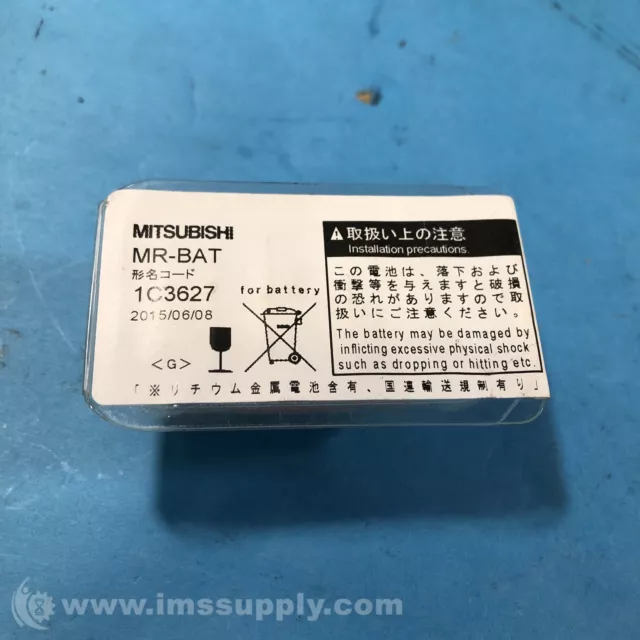 MITSUBISHI
MR-BAT
形名コード
1C3627
2015/06/08
<G>
for battery
取扱い上の注意
Installation precautions
この電池は、落下および
衝撃等を与えますと破損
の恐れがありますので取
扱いにご注意ください。
The battery may be damaged by
inflicting excessive physical shock
such as dropping or hitting etc.
「※リチウム金属電池含有、国連輸送規制有り」
www.imssupply.com